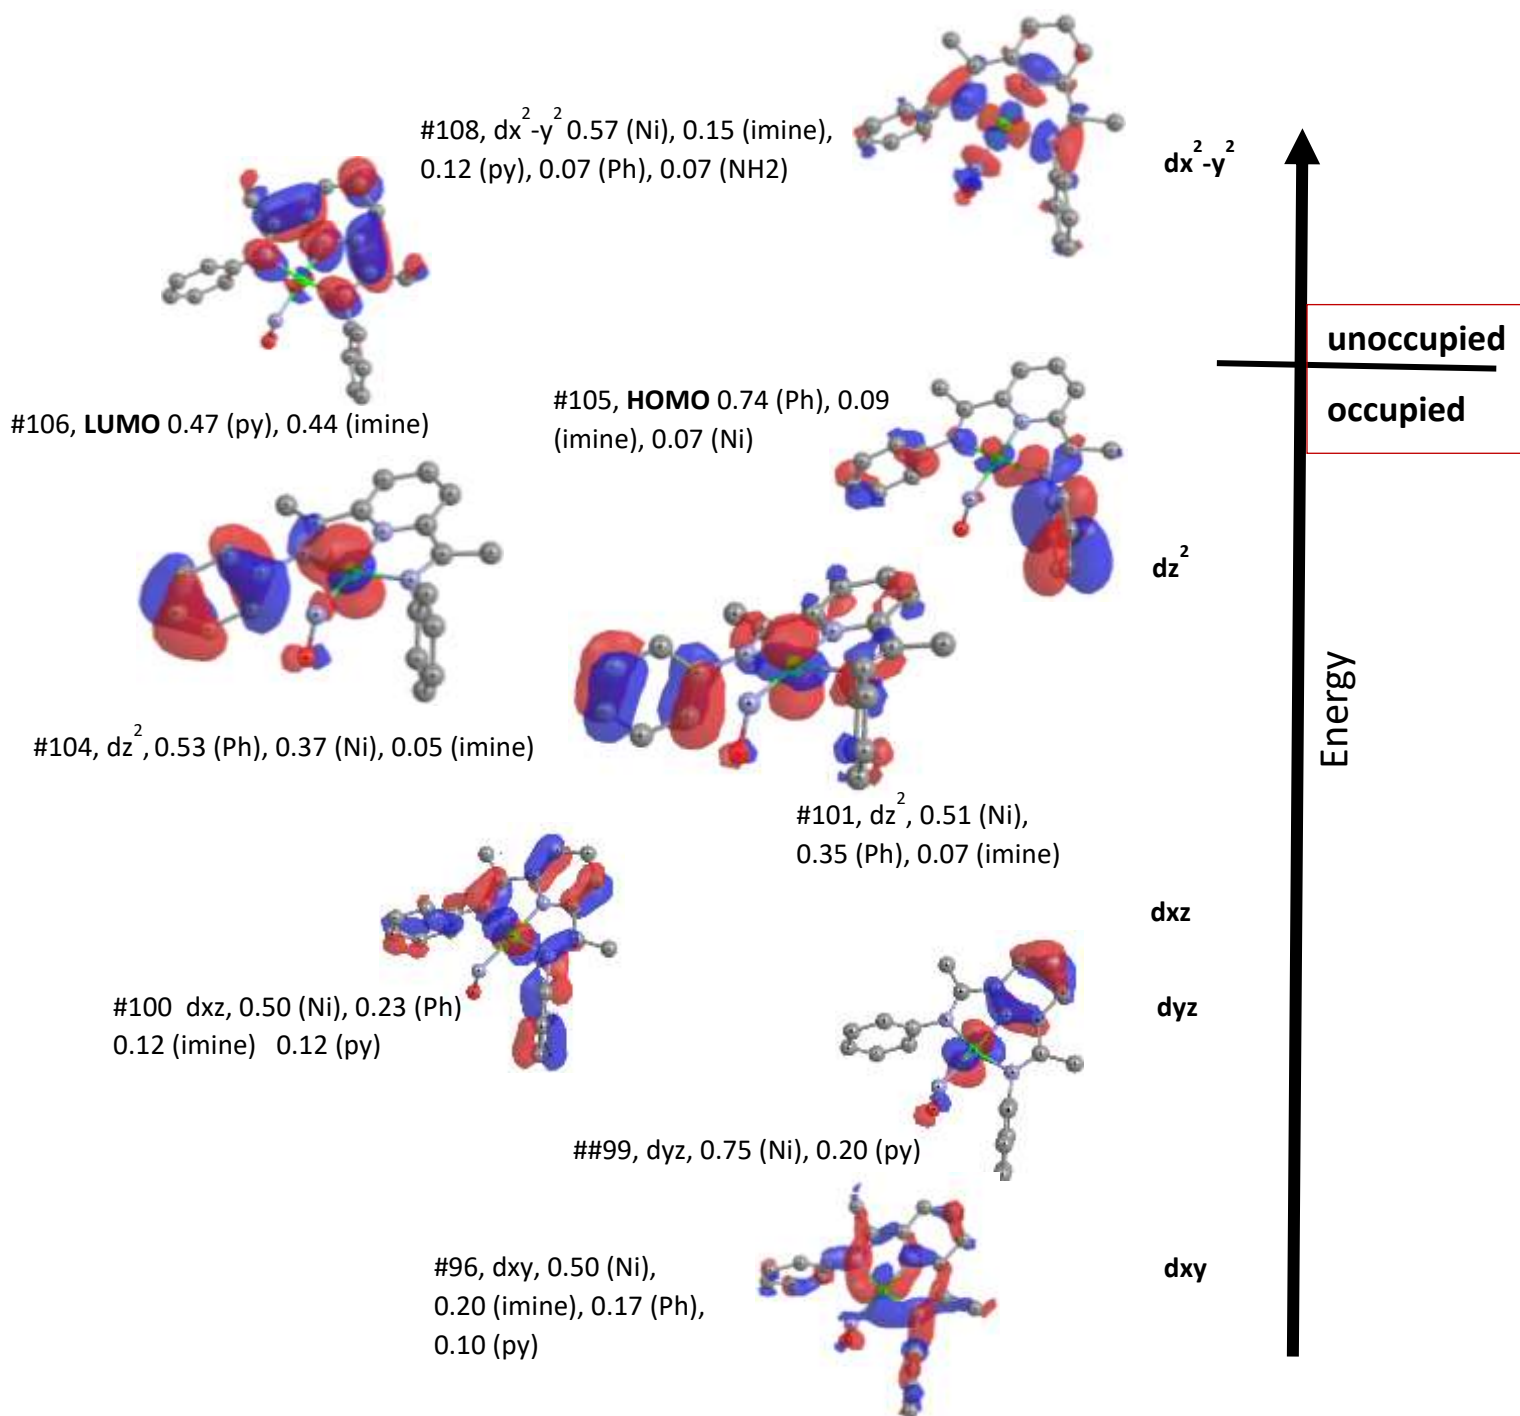 #108, dx²-y² 0.57 (Ni), 0.15 (imine),
0.12 (py), 0.07 (Ph), 0.07 (NH2)
dx²-y²
unoccupied
occupied
#106, LUMO 0.47 (py), 0.44 (imine)
#105, HOMO 0.74 (Ph), 0.09
(imine), 0.07 (Ni)
dz²
Energy
#104, dz², 0.53 (Ph), 0.37 (Ni), 0.05 (imine)
#101, dz², 0.51 (Ni),
0.35 (Ph), 0.07 (imine)
dxz
#100 dxz, 0.50 (Ni), 0.23 (Ph)
0.12 (imine) 0.12 (py)
dyz
##99, dyz, 0.75 (Ni), 0.20 (py)
#96, dxy, 0.50 (Ni),
0.20 (imine), 0.17 (Ph),
0.10 (py)
dxy